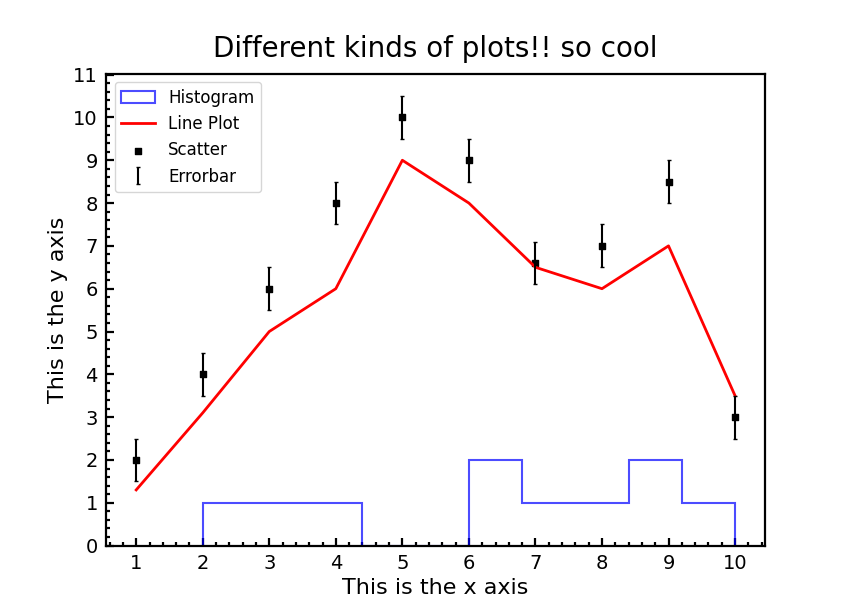 Different kinds of plots!! so cool
11
10
9
8
7
6
5
4
3
2
1
0
Histogram
Line Plot
Scatter
Errorbar
This is the y axis
1 2 3 4 5 6 7 8 9 10
This is the x axis